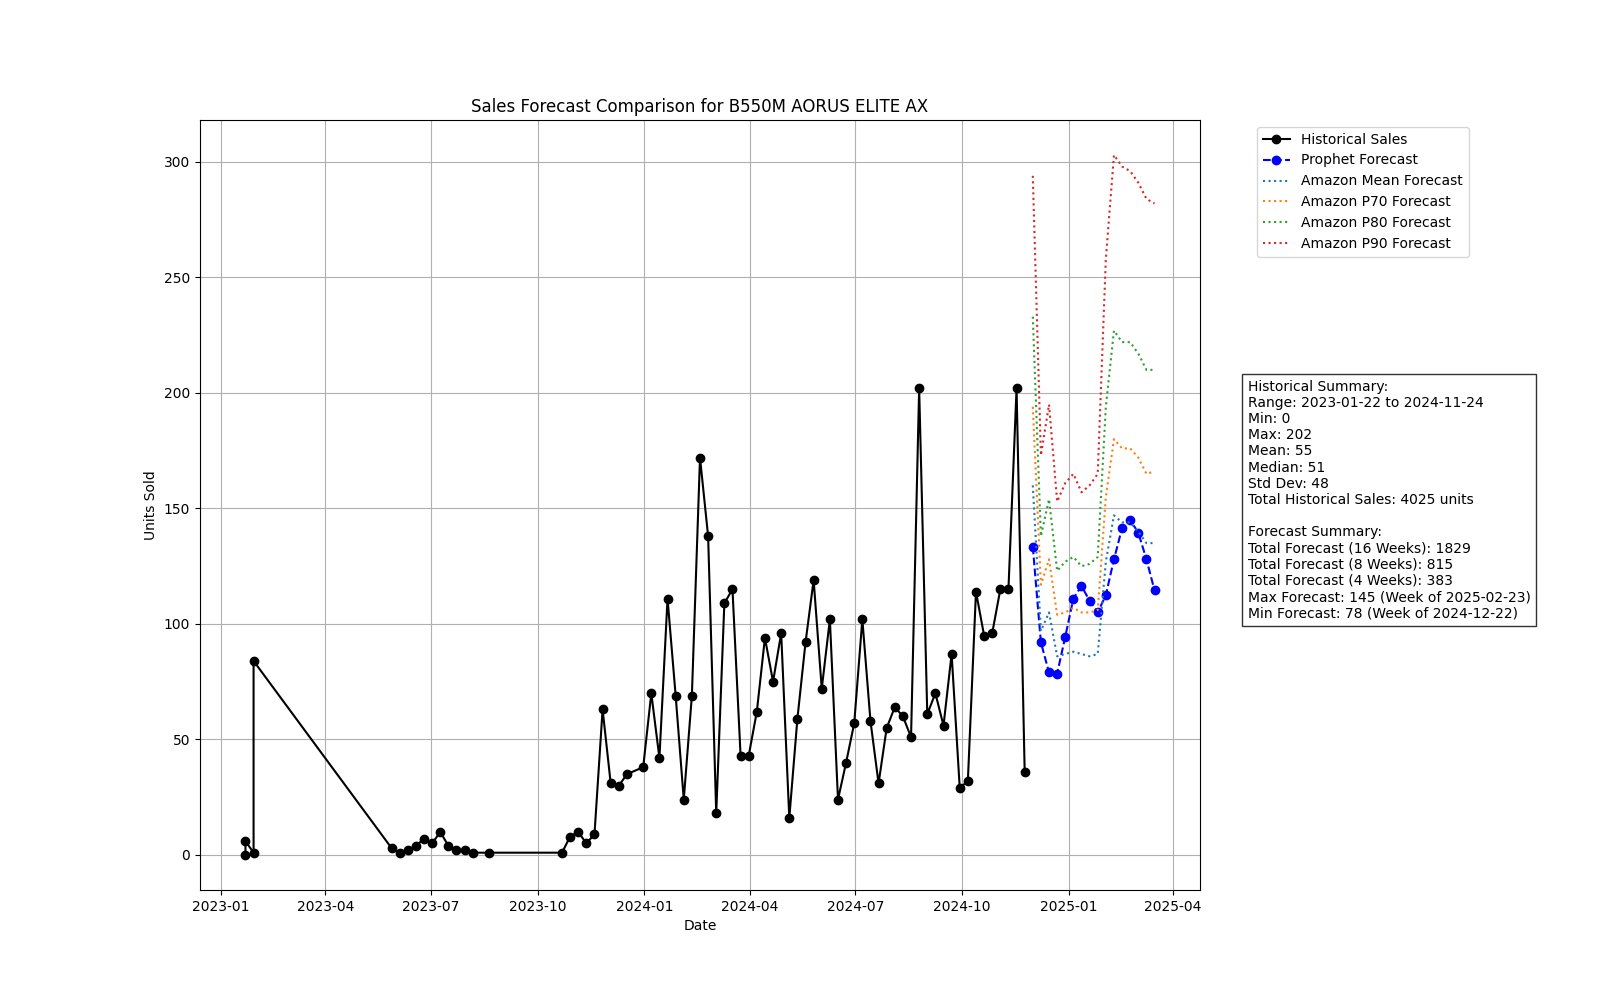 Sales Forecast Comparison for B550M AORUS ELITE AX
Units Sold
300
250
200
150
100
50
0
2023-01
2023-04
2023-07
2023-10
2024-01
2024-04
2024-07
2024-10
2025-01
2025-04
Date
Historical Sales
Prophet Forecast
Amazon Mean Forecast
Amazon P70 Forecast
Amazon P80 Forecast
Amazon P90 Forecast
Historical Summary:
Range: 2023-01-22 to 2024-11-24
Min: 0
Max: 202
Mean: 55
Median: 51
Std Dev: 48
Total Historical Sales: 4025 units
Forecast Summary:
Total Forecast (16 Weeks): 1829
Total Forecast (8 Weeks): 815
Total Forecast (4 Weeks): 383
Max Forecast: 145 (Week of 2025-02-23)
Min Forecast: 78 (Week of 2024-12-22)